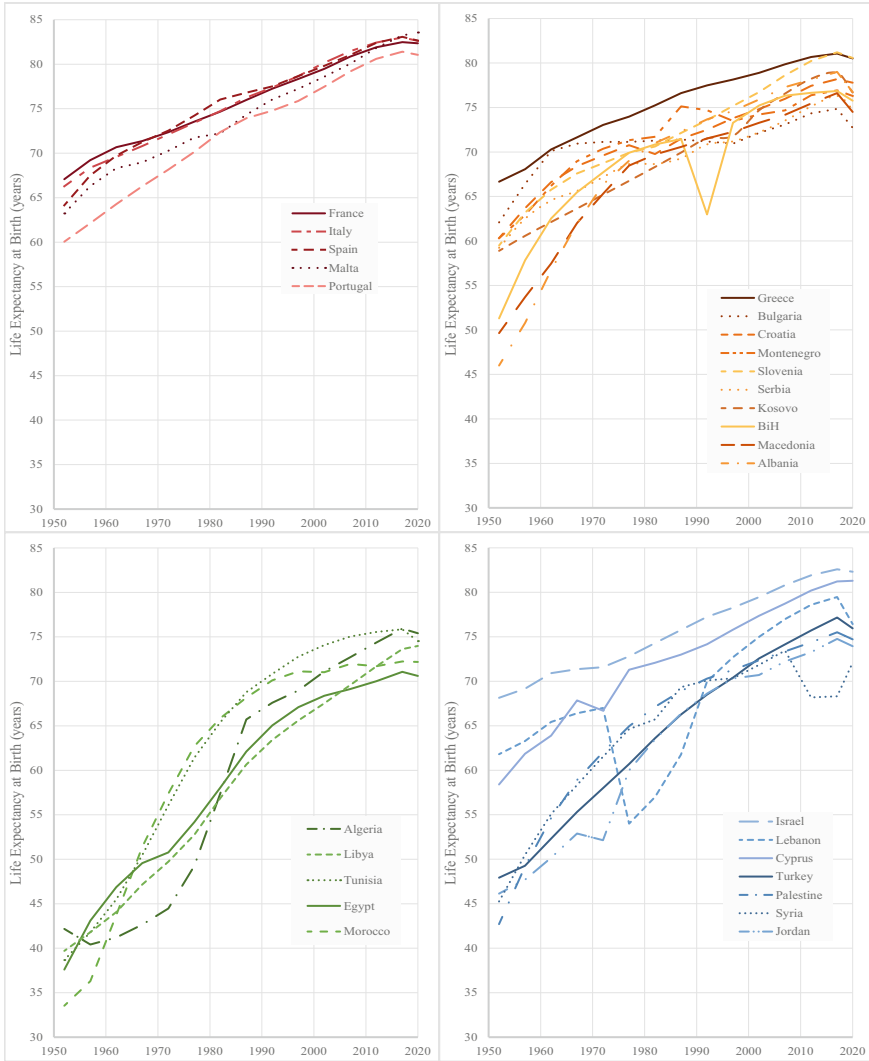 Life Expectancy at Birth (years)
85
80
75
70
65
60
55
50
45
40
35
30
1950 1960 1970 1980 1990 2000 2010 2020
France
Italy
Spain
Malta
Portugal
Life Expectancy at Birth (years)
85
80
75
70
65
60
55
50
45
40
35
30
1950 1960 1970 1980 1990 2000 2010 2020
Greece
Bulgaria
Croatia
Montenegro
Slovenia
Serbia
Kosovo
BiH
Macedonia
Albania
Life Expectancy at Birth (years)
85
80
75
70
65
60
55
50
45
40
35
30
1950 1960 1970 1980 1990 2000 2010 2020
Algeria
Libya
Tunisia
Egypt
Morocco
Life Expectancy at Birth (years)
85
80
75
70
65
60
55
50
45
40
35
30
1950 1960 1970 1980 1990 2000 2010 2020
Israel
Lebanon
Cyprus
Turkey
Palestine
Syria
Jordan